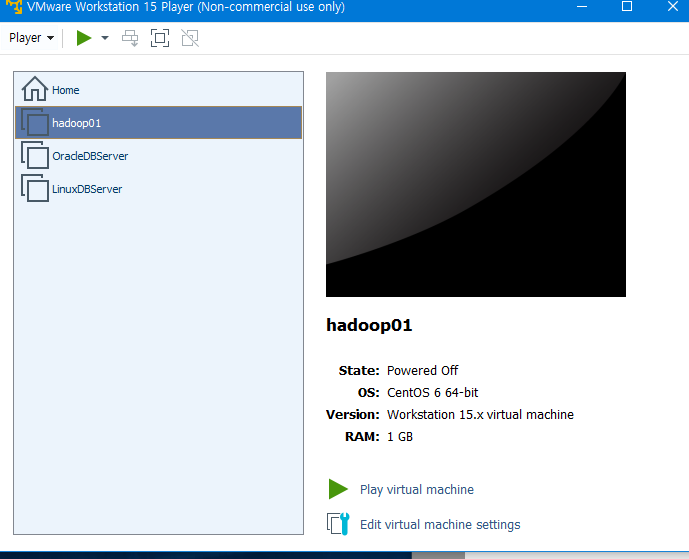 VMware Workstation 15 Player (Non-commercial use only)
Player
Home
hadoop01
OracleDBServer
LinuxDBServer
hadoop01
State: Powered Off
OS: CentOS 6 64-bit
Version: Workstation 15.x virtual machine
RAM: 1 GB
Play virtual machine
Edit virtual machine settings